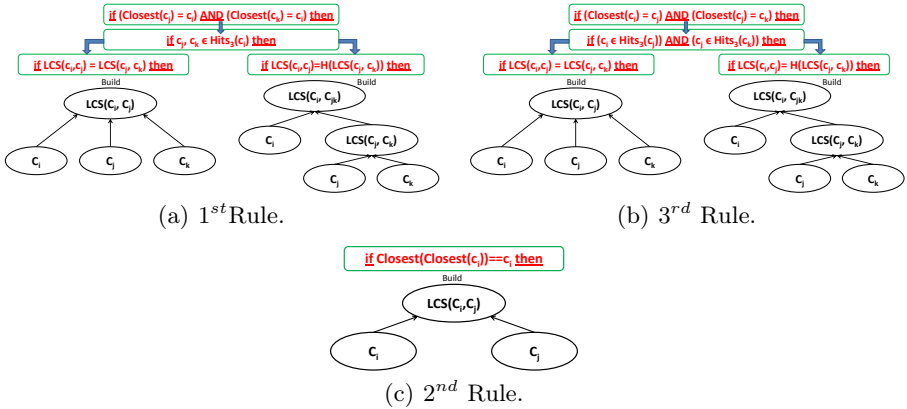 if (Closest(cj) = ci) AND (Closest(ck) = ci) then
if cj, ck ϵ Hits3(ci) then
if LCS(ci,cj) = LCS(cj, ck) then
if LCS(ci,cj)=H(LCS(cj, ck)) then
Build
LCS(Ci, Cj)
Ci
Cj
Ck
Build
LCS(Ci, Cjk)
Ci
LCS(Cj, Ck)
Cj
Ck
(a) 1st Rule.
if (Closest(ci) = cj) AND (Closest(cj) = ck) then
if (ci ϵ Hits3(cj)) AND (cj ϵ Hits3(ck)) then
if LCS(ci,cj) = LCS(cj, ck) then
if LCS(ci,cj)= H(LCS(cj, ck)) then
Build
LCS(Ci, Cj)
Ci
Cj
Ck
Build
LCS(Ci, Cjk)
Ci
LCS(Cj, Ck)
Cj
Ck
(b) 3rd Rule.
if Closest(Closest(ci))==ci then
Build
LCS(Ci,Cj)
Ci
Cj
(c) 2nd Rule.